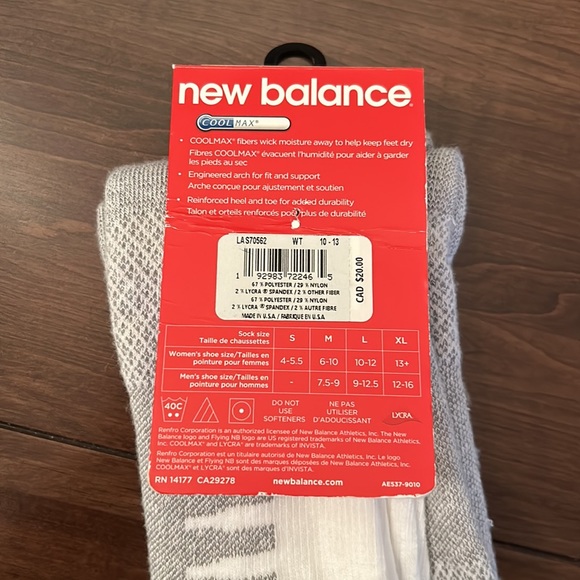 new balance®
COOLMAX®
• COOLMAX® fibers wick moisture away to help keep feet dry
Fibres COOLMAX® évacuent l'humidité pour aider à garder
les pieds au sec
• Engineered arch for fit and support
Arche conçue pour ajustement et soutien
• Reinforced heel and toe for added durability
Talon et orteils renforcés pour plus de durabilité
LAS70562 WT 10 - 13
1 92983 72246 5
CAD $20.00
67 % POLYESTER / 29 % NYLON
2 % LYCRA ® SPANDEX / 2 % OTHER FIBER
67 % POLYESTER / 29 % NYLON
2 % LYCRA ® SPANDEX / 2 % AUTRE FIBRE
MADE IN U.S.A. / FABRIQUE EN U.S.A.
Sock size
Taille de chaussettes S M L XL
Women's shoe size/Tailles en
pointure pour femmes 4-5.5 6-10 10-12 13+
Men's shoe size/Tailles en
pointure pour hommes - 7.5-9 9-12.5 12-16
40C
DO NOT
USE
SOFTENERS
NE PAS
UTILISER
D'ADOUCISSANT
LYCRA
Renfro Corporation is an authorized licensee of New Balance Athletics, Inc. The New
Balance logo and Flying NB logo are US registered trademarks of New Balance Athletics,
Inc. COOLMAX® et LYCRA® are trademarks of INVISTA.
Renfro Corporation est un titulaire autorisé de New Balance Athletics, Inc. Le logo
New Balance et Flying NB sont des marques déposées de New Balance Athletics, Inc.
COOLMAX® et LYCRA® sont des marques d'INVISTA.
RN 14177 CA29278 newbalance.com AE537-9010